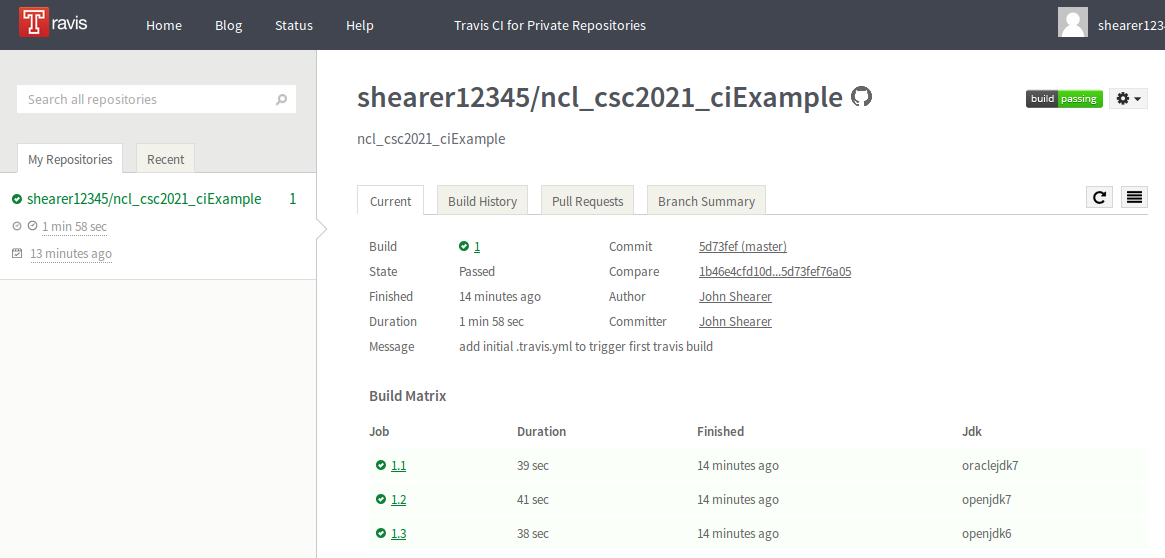 Travis Home Blog Status Help Travis CI for Private Repositories shearer1234
Search all repositories
My Repositories Recent
shearer12345/ncl_csc2021_ciExample 1
1 min 58 sec
13 minutes ago
shearer12345/ncl_csc2021_ciExample build passing
ncl_csc2021_ciExample
Current Build History Pull Requests Branch Summary
Build 1 Commit 5d73fef (master)
State Passed Compare 1b46e4cfd10d...5d73fef76a05
Finished 14 minutes ago Author John Shearer
Duration 1 min 58 sec Committer John Shearer
Message add initial .travis.yml to trigger first travis build
Build Matrix
Job Duration Finished Jdk
1.1 39 sec 14 minutes ago oraclejdk7
1.2 41 sec 14 minutes ago openjdk7
1.3 38 sec 14 minutes ago openjdk6